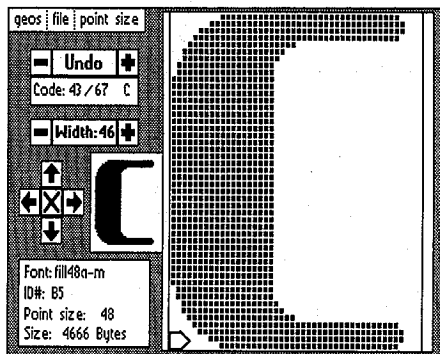 geos file point size
Undo
Code: 43/67 C
Width: 46
Font: fill48a-m
ID#: B5
Point size: 48
Size: 4666 Bytes